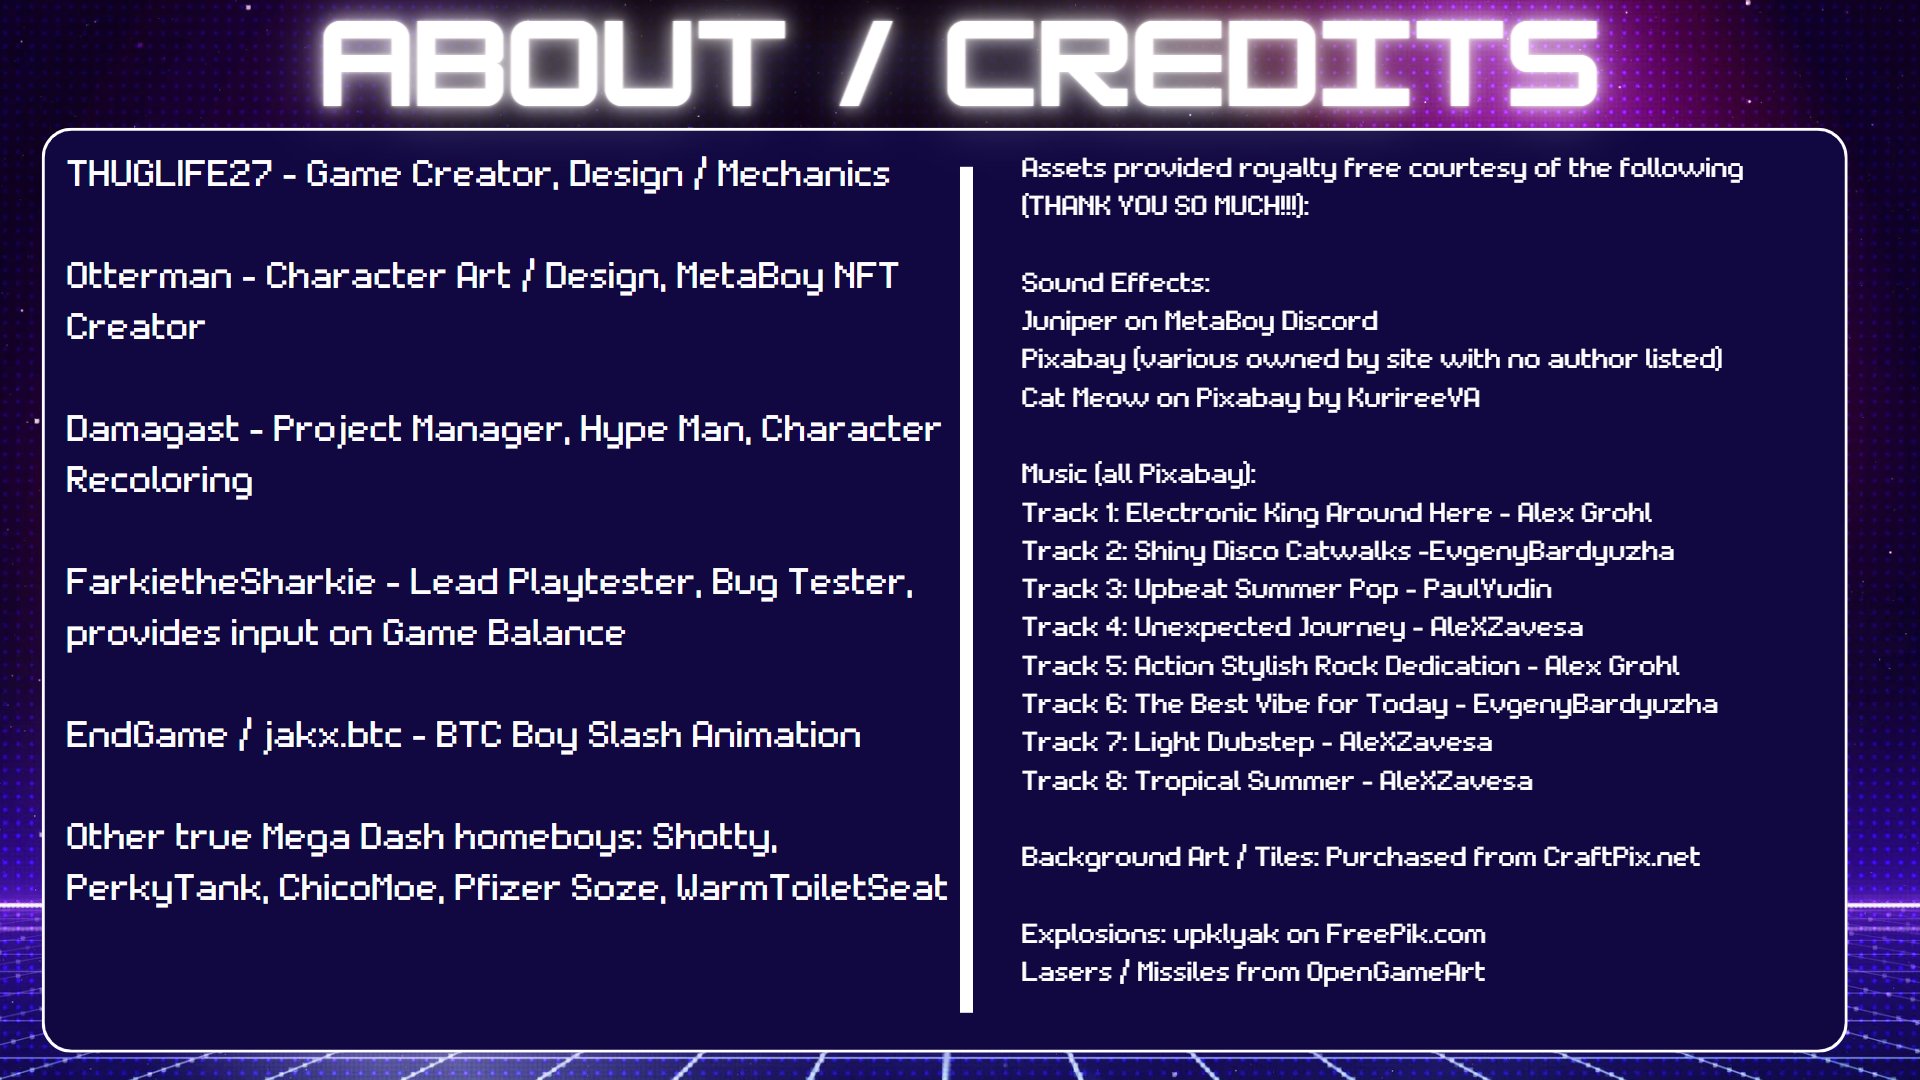 ABOUT / CREDITS
THUGLIFE27 - Game Creator, Design / Mechanics
Otterman - Character Art / Design, MetaBoy NFT
Creator
Damagast - Project Manager, Hype Man, Character
Recoloring
FarkietheSharkie - Lead Playtester, Bug Tester,
provides input on Game Balance
EndGame / jakx.btc - BTC Boy Slash Animation
Other true Mega Dash homeboys: Shotty,
PerkyTank, ChicoMoe, Pfizer Soze, WarmToiletSeat
Assets provided royalty free courtesy of the following
(THANK YOU SO MUCH!!!):
Sound Effects:
Juniper on MetaBoy Discord
Pixabay (various owned by site with no author listed)
Cat Meow on Pixabay by KurireeVA
Music (all Pixabay):
Track 1: Electronic King Around Here - Alex Grohl
Track 2: Shiny Disco Catwalks -EvgenyBardyuzha
Track 3: Upbeat Summer Pop - PaulYudin
Track 4: Unexpected Journey - AleXZavesa
Track 5: Action Stylish Rock Dedication - Alex Grohl
Track 6: The Best Vibe for Today - EvgenyBardyuzha
Track 7: Light Dubstep - AleXZavesa
Track 8: Tropical Summer - AleXZavesa
Background Art / Tiles: Purchased from CraftPix.net
Explosions: upklyak on FreePik.com
Lasers / Missiles from OpenGameArt